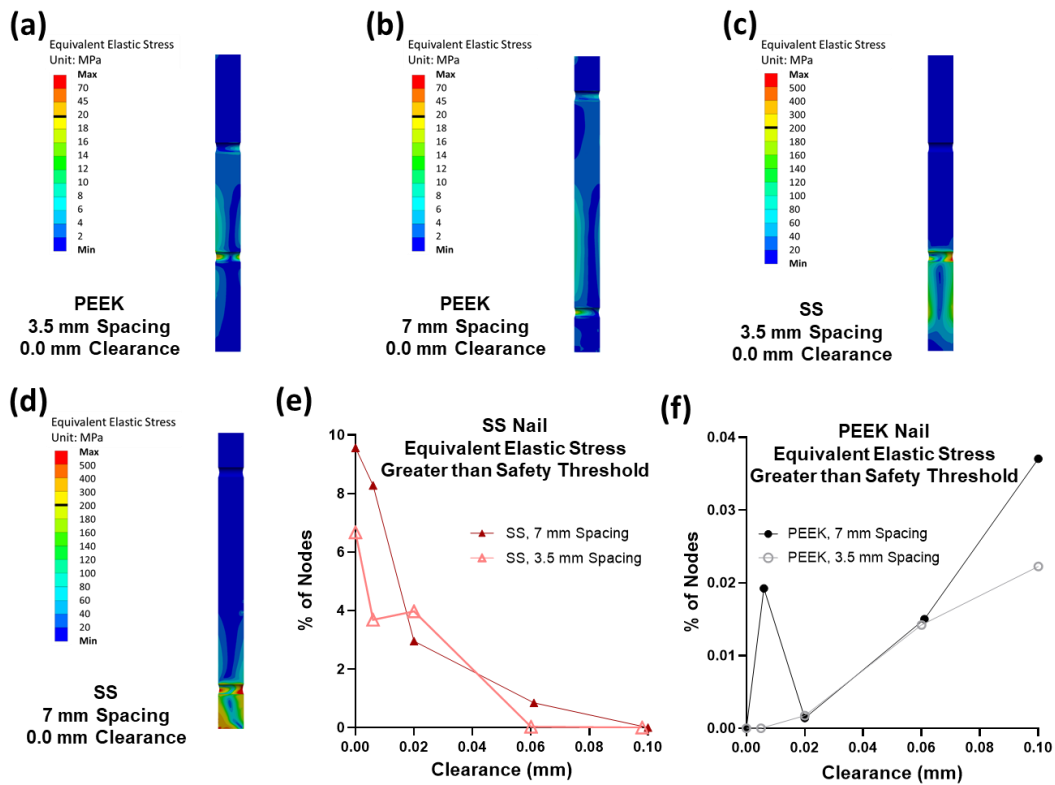 (a)
Equivalent Elastic Stress
Unit: MPa
Max
70
45
20
18
16
14
12
10
8
6
4
2
Min
PEEK
3.5 mm Spacing
0.0 mm Clearance
(b)
Equivalent Elastic Stress
Unit: MPa
Max
70
45
20
18
16
14
12
10
8
6
4
2
Min
PEEK
7 mm Spacing
0.0 mm Clearance
(c)
Equivalent Elastic Stress
Unit: MPa
Max
500
400
200
180
160
140
120
100
80
60
40
20
Min
SS
3.5 mm Spacing
0.0 mm Clearance
(d)
Equivalent Elastic Stress
Unit: MPa
Max
500
400
300
200
180
160
140
120
100
80
60
40
20
Min
SS
7 mm Spacing
0.0 mm Clearance
(e)
SS Nail
Equivalent Elastic Stress
Greater than Safety Threshold
% of Nodes
10
8
6
4
2
0
SS, 7 mm Spacing
SS, 3.5 mm Spacing
0.00 0.02 0.04 0.06 0.08 0.10
Clearance (mm)
(f)
PEEK Nail
Equivalent Elastic Stress
Greater than Safety Threshold
% of Nodes
0.04
0.03
0.02
0.01
0.00
PEEK, 7 mm Spacing
PEEK, 3.5 mm Spacing
0.00 0.02 0.04 0.06 0.08 0.10
Clearance (mm)